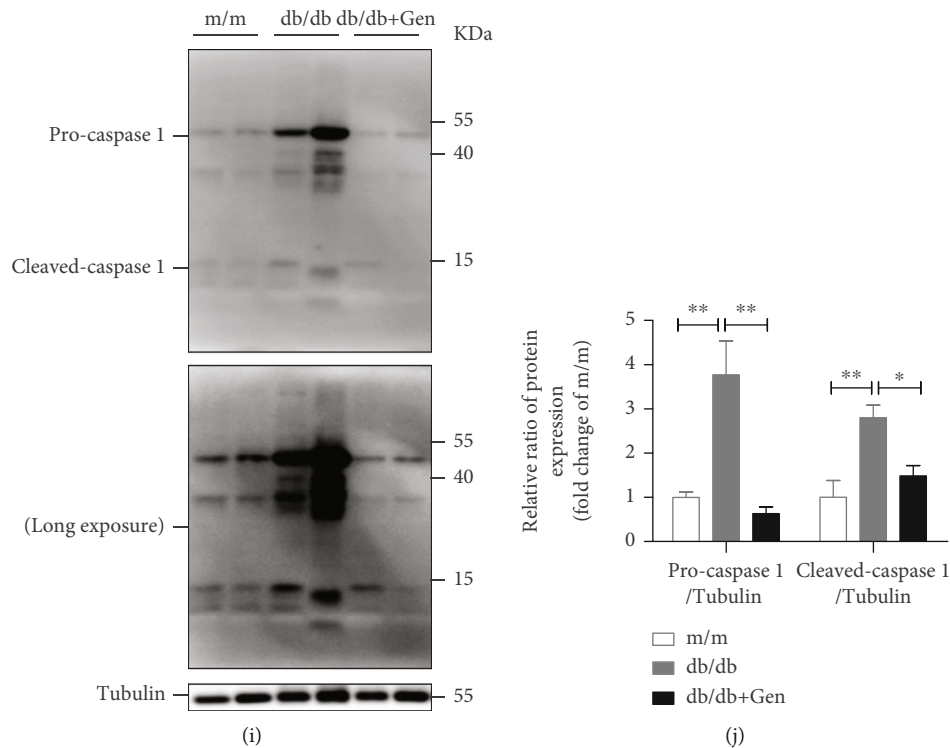 m/m db/db db/db+Gen
KDa
Pro-caspase 1
55
40
Cleaved-caspase 1
15
55
40
(Long exposure)
15
Tubulin
55
(i)
Relative ratio of protein
expression
(fold change of m/m)
5
4
3
2
1
0
** **
** *
Pro-caspase 1
/Tubulin
Cleaved-caspase 1
/Tubulin
m/m
db/db
db/db+Gen
(j)